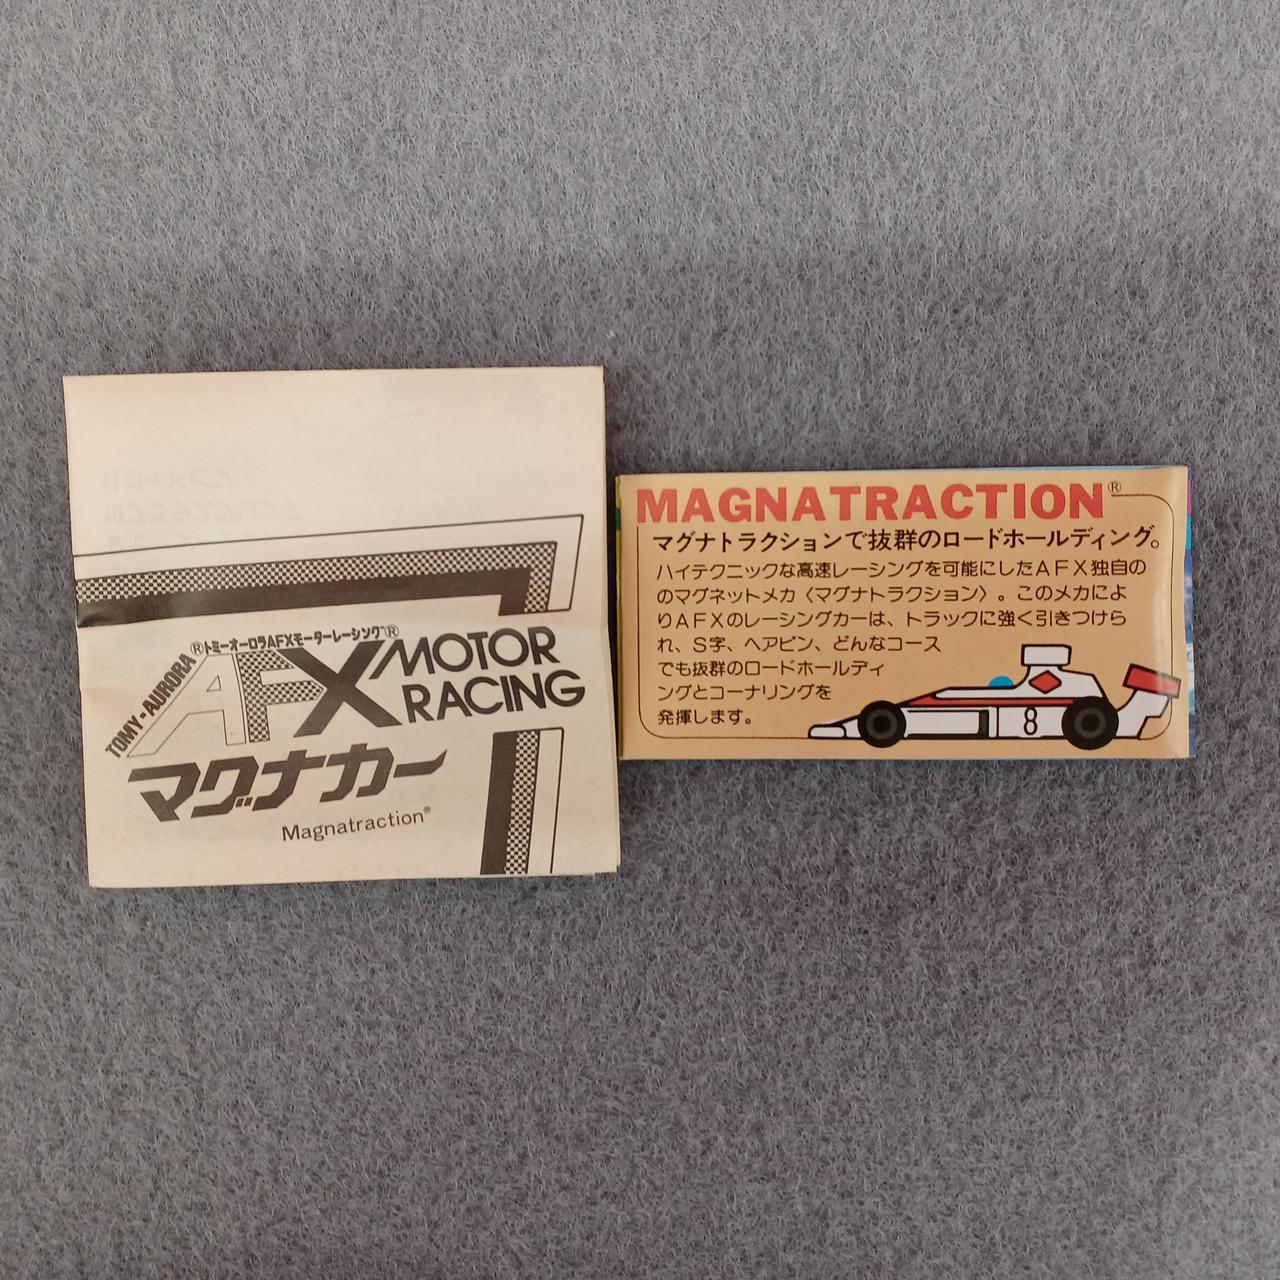 ®トミーオーロラAFXモーターレーシング®
TOMY-AURORA
AFX MOTOR RACING
マグナカー
Magnatraction®
MAGNATRACTION®
マグナトラクションで抜群のロードホールディング。
ハイテクニックな高速レーシングを可能にしたAFX独自の
のマグネットメカ〈マグナトラクション〉。このメカによ
りAFXのレーシングカーは、トラックに強く引きつけら
れ、S字、ヘアピン、どんなコース
でも抜群のロードホールディ
ングとコーナリングを
発揮します。
8